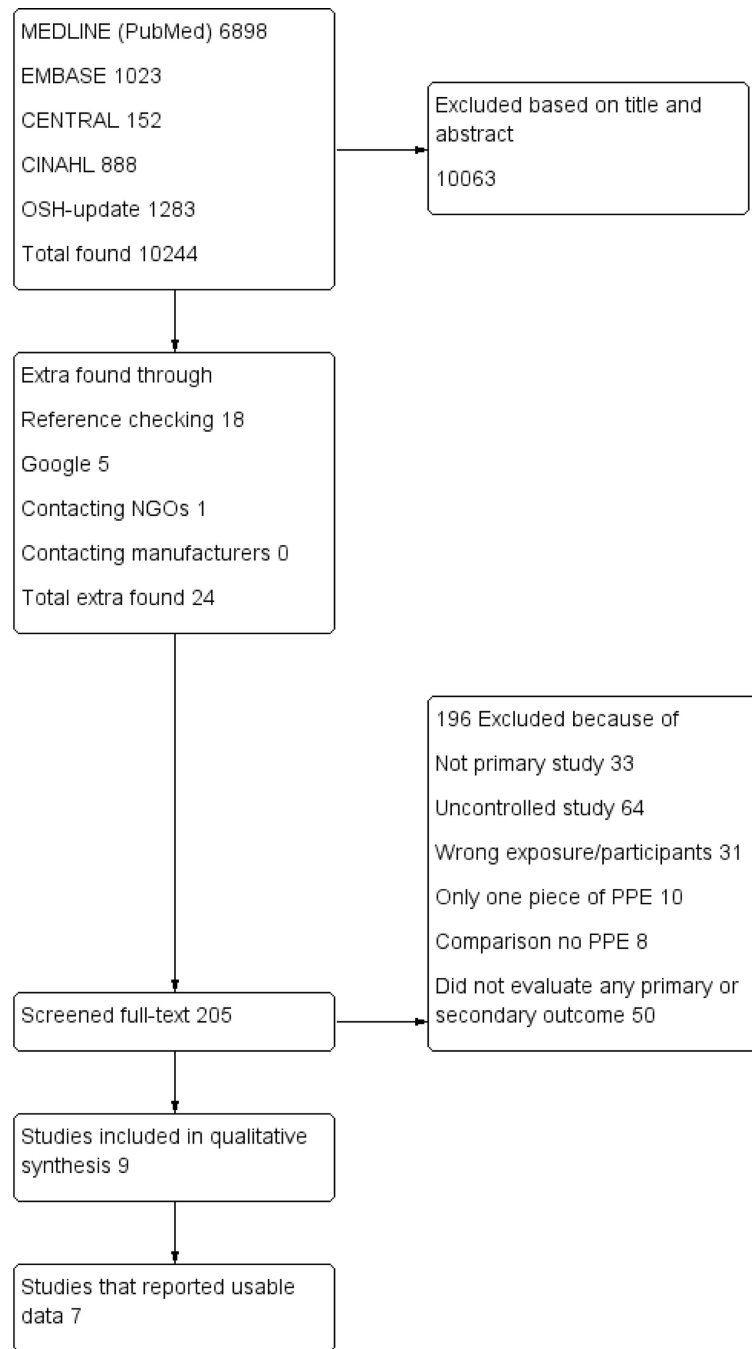 MEDLINE (PubMed) 6898
EMBASE 1023
CENTRAL 152
CINAHL 888
OSH-update 1283
Total found 10244
Excluded based on title and
abstract
10063
Extra found through
Reference checking 18
Google 5
Contacting NGOs 1
Contacting manufacturers 0
Total extra found 24
196 Excluded because of
Not primary study 33
Uncontrolled study 64
Wrong exposure/participants 31
Only one piece of PPE 10
Comparison no PPE 8
Did not evaluate any primary or
secondary outcome 50
Screened full-text 205
Studies included in qualitative
synthesis 9
Studies that reported usable
data 7